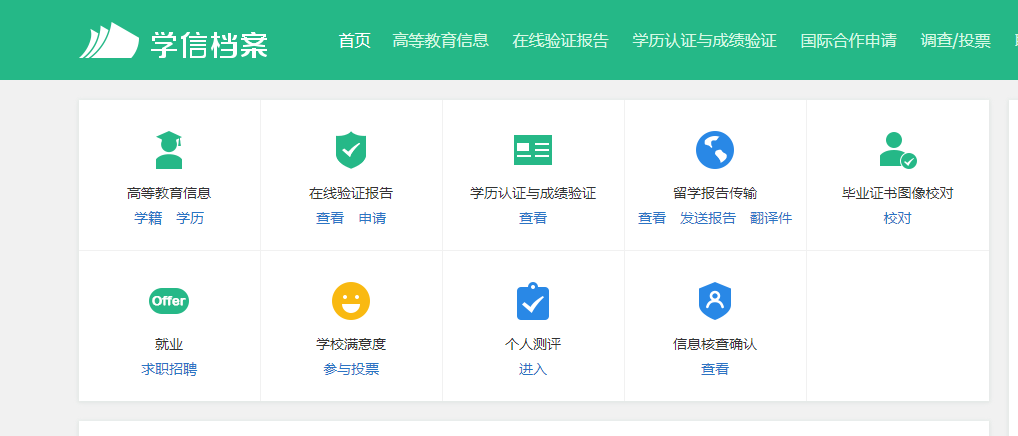 学信档案
首页 高等教育信息 在线验证报告 学历认证与成绩验证 国际合作申请 调查/投票
高等教育信息
学籍 学历
在线验证报告
查看 申请
学历认证与成绩验证
查看
留学报告传输
查看 发送报告 翻译件
毕业证书图像校对
校对
Offer
就业
求职招聘
学校满意度
参与投票
个人测评
进入
信息核查确认
查看